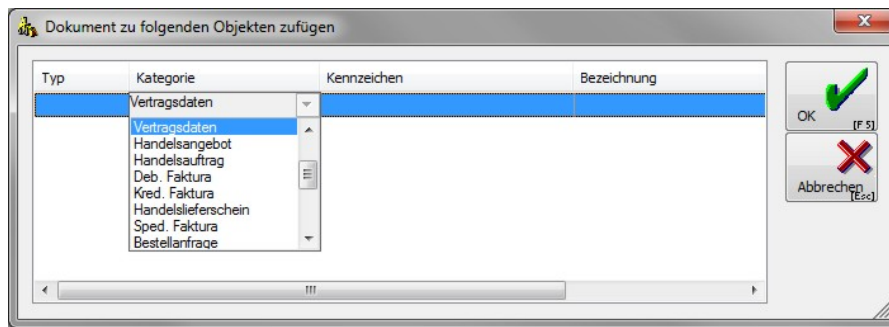 Dokument zu folgenden Objekten zufügen
Typ Kategorie Kennzeichen Bezeichnung
Vertragsdaten
Vertragsdaten
Handelsangebot
Handelsauftrag
Deb. Faktura
Kred. Faktura
Handelslieferschein
Sped. Faktura
Bestellanfrage
OK
[F 5]
Abbrechen
[Esc]